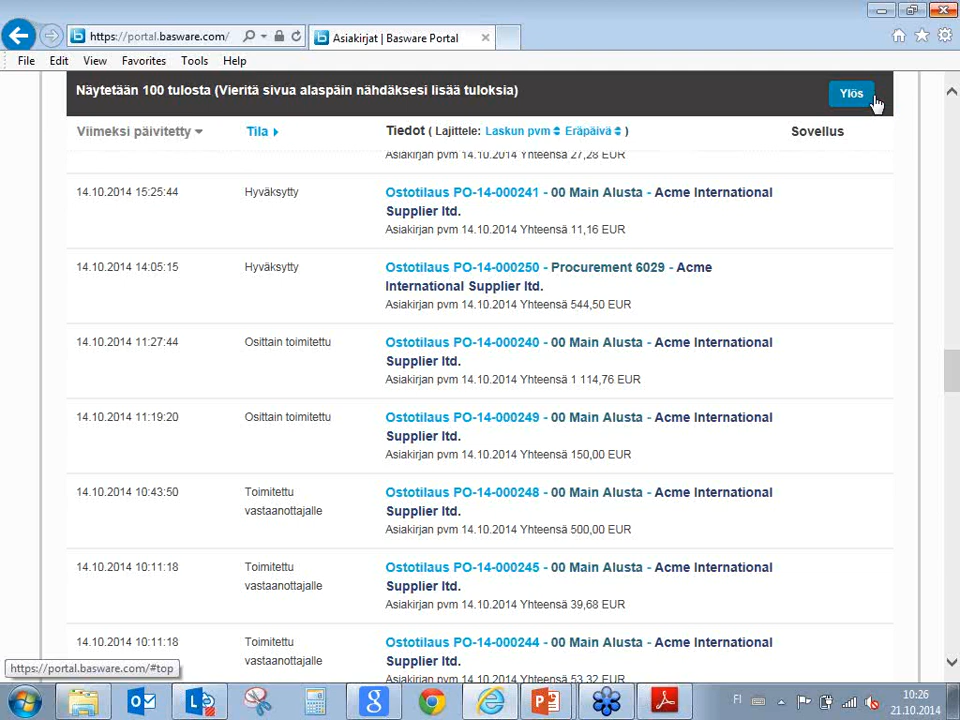 https://portal.basware.com/
Asiakirjat | Basware Portal
File Edit View Favorites Tools Help
Näytetään 100 tulosta (Vieritä sivua alaspäin nähdäksesi lisää tuloksia)
Ylös
Viimeksi päivitetty Tila Tiedot ( Lajittele: Laskun pvm Eräpäivä ) Sovellus
Asiakirjan pvm 14.10.2014 Yhteensä 27,28 EUR
14.10.2014 15:25:44 Hyväksytty Ostotilaus PO-14-000241 - 00 Main Alusta - Acme International
Supplier ltd.
Asiakirjan pvm 14.10.2014 Yhteensä 11,16 EUR
14.10.2014 14:05:15 Hyväksytty Ostotilaus PO-14-000250 - Procurement 6029 - Acme
International Supplier ltd.
Asiakirjan pvm 14.10.2014 Yhteensä 544,50 EUR
14.10.2014 11:27:44 Osittain toimitettu Ostotilaus PO-14-000240 - 00 Main Alusta - Acme International
Supplier ltd.
Asiakirjan pvm 14.10.2014 Yhteensä 1 114,76 EUR
14.10.2014 11:19:20 Osittain toimitettu Ostotilaus PO-14-000249 - 00 Main Alusta - Acme International
Supplier ltd.
Asiakirjan pvm 14.10.2014 Yhteensä 150,00 EUR
14.10.2014 10:43:50 Toimitettu Ostotilaus PO-14-000248 - 00 Main Alusta - Acme International
vastaanottajalle Supplier ltd.
Asiakirjan pvm 14.10.2014 Yhteensä 500,00 EUR
14.10.2014 10:11:18 Toimitettu Ostotilaus PO-14-000245 - 00 Main Alusta - Acme International
vastaanottajalle Supplier ltd.
Asiakirjan pvm 14.10.2014 Yhteensä 39,68 EUR
14.10.2014 10:11:18 Toimitettu Ostotilaus PO-14-000244 - 00 Main Alusta - Acme International
vastaanottajalle Supplier ltd.
Asiakirjan pvm 14.10.2014 Yhteensä 53,32 EUR
https://portal.basware.com/#top
FI
10:26
21.10.2014